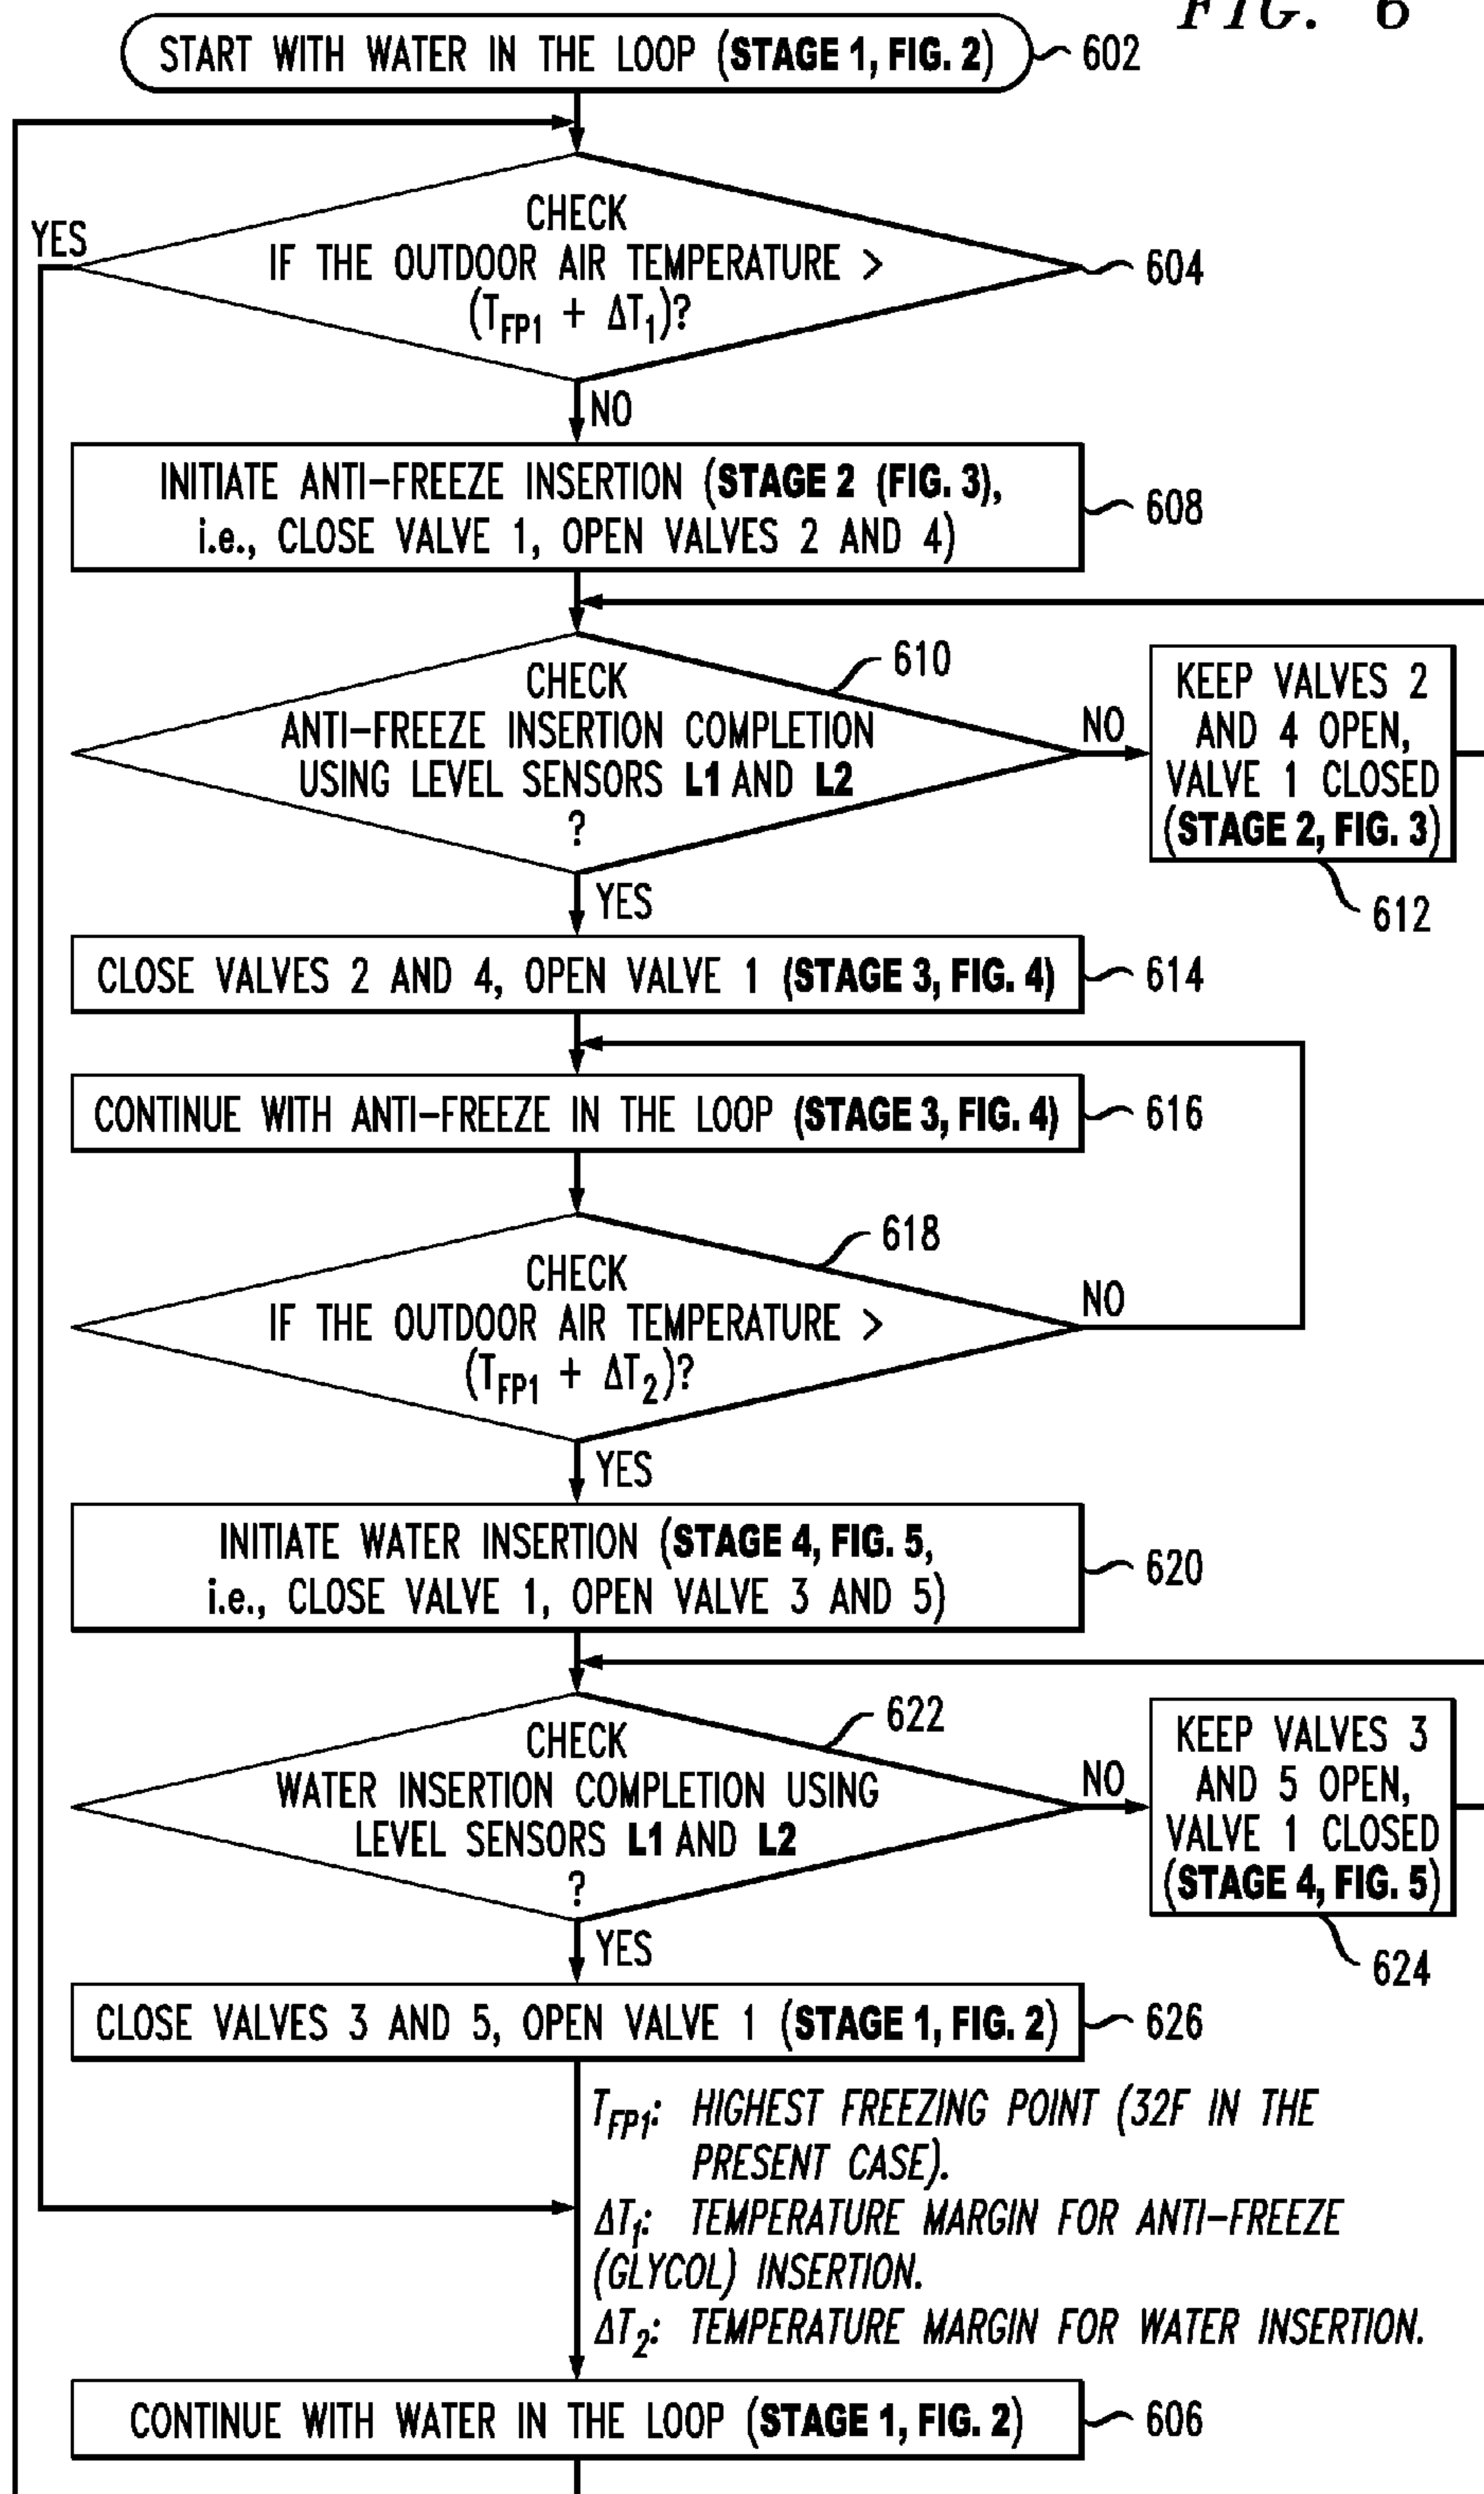 FIG. 6
START WITH WATER IN THE LOOP (STAGE 1, FIG. 2)
602
CHECK
IF THE OUTDOOR AIR TEMPERATURE >
(TFP1 + ΔT1)?
YES
604
NO
INITIATE ANTI-FREEZE INSERTION (STAGE 2 (FIG. 3),
i.e., CLOSE VALVE 1, OPEN VALVES 2 AND 4)
608
CHECK
ANTI-FREEZE INSERTION COMPLETION
USING LEVEL SENSORS L1 AND L2
?
610
NO
KEEP VALVES 2
AND 4 OPEN,
VALVE 1 CLOSED
(STAGE 2, FIG. 3)
612
YES
CLOSE VALVES 2 AND 4, OPEN VALVE 1 (STAGE 3, FIG. 4)
614
CONTINUE WITH ANTI-FREEZE IN THE LOOP (STAGE 3, FIG. 4)
616
CHECK
IF THE OUTDOOR AIR TEMPERATURE >
(TFP1 + ΔT2)?
618
NO
YES
INITIATE WATER INSERTION (STAGE 4, FIG. 5,
i.e., CLOSE VALVE 1, OPEN VALVE 3 AND 5)
620
CHECK
WATER INSERTION COMPLETION USING
LEVEL SENSORS L1 AND L2
?
622
NO
KEEP VALVES 3
AND 5 OPEN,
VALVE 1 CLOSED
(STAGE 4, FIG. 5)
624
YES
CLOSE VALVES 3 AND 5, OPEN VALVE 1 (STAGE 1, FIG. 2)
626
TFP1: HIGHEST FREEZING POINT (32F IN THE
PRESENT CASE).
ΔT1: TEMPERATURE MARGIN FOR ANTI-FREEZE
(GLYCOL) INSERTION.
ΔT2: TEMPERATURE MARGIN FOR WATER INSERTION.
CONTINUE WITH WATER IN THE LOOP (STAGE 1, FIG. 2)
606